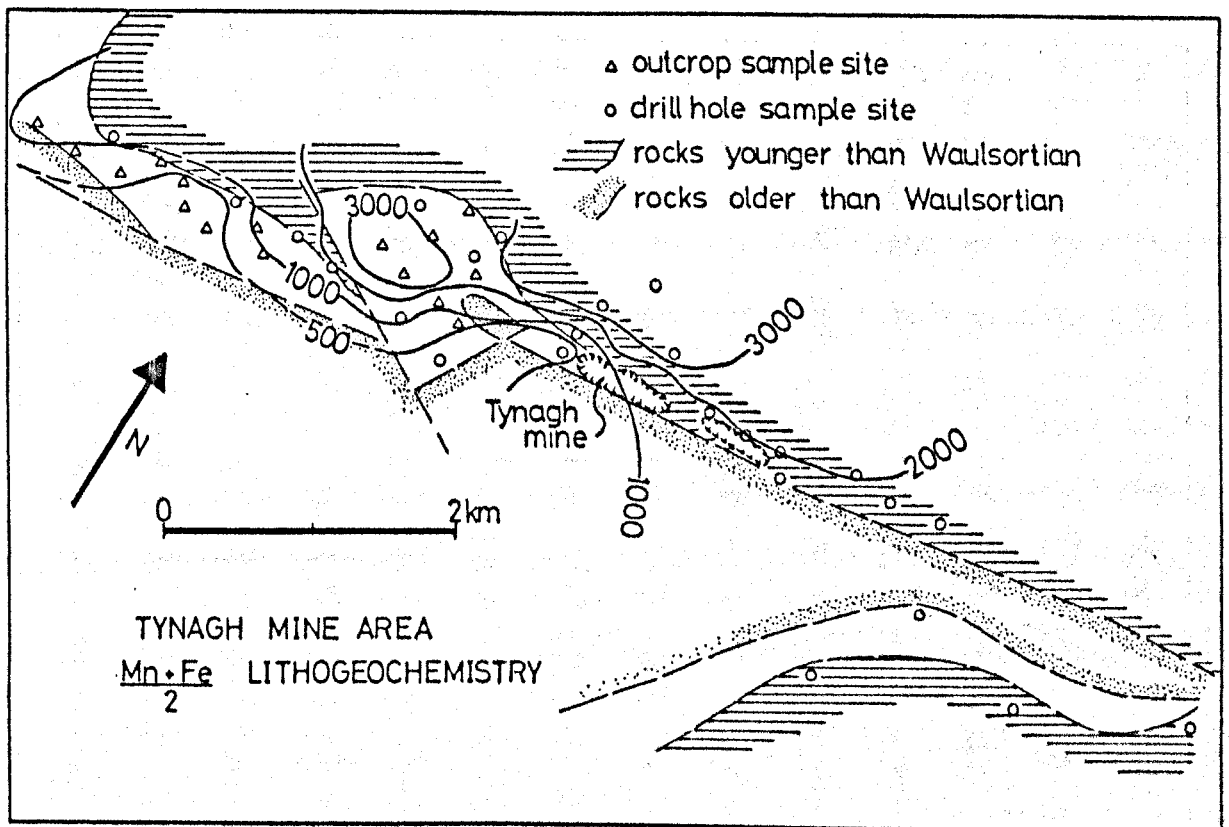 ▵ outcrop sample site
○ drill hole sample site
rocks younger than Waulsortian
rocks older than Waulsortian
3000
1000
500
3000
Tynagh
mine
2000
1000
N
0 2km
TYNAGH MINE AREA
Mn+Fe LITHOGEOCHEMISTRY
2